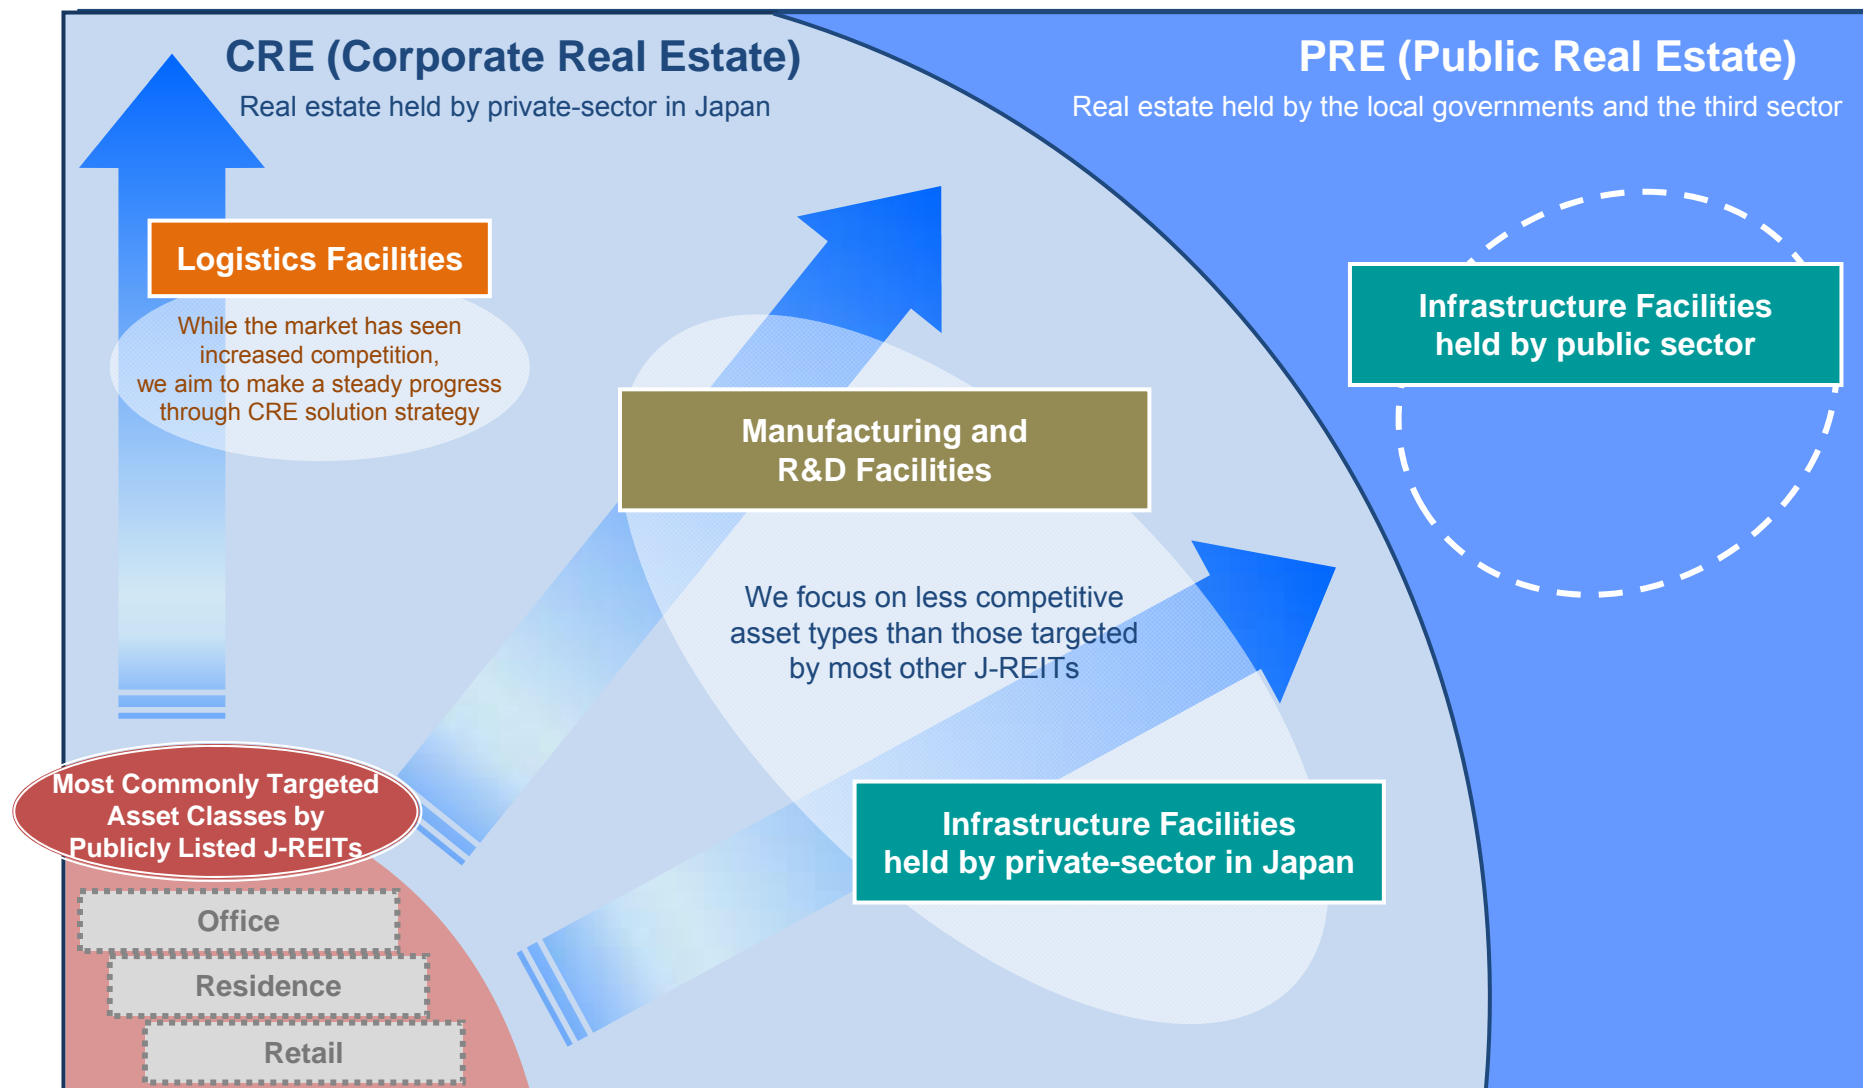 CRE (Corporate Real Estate)
Real estate held by private-sector in Japan
PRE (Public Real Estate)
Real estate held by the local governments and the third sector
Logistics Facilities
While the market has seen
increased competition,
we aim to make a steady progress
through CRE solution strategy
Infrastructure Facilities
held by public sector
Manufacturing and
R&D Facilities
We focus on less competitive
asset types than those targeted
by most other J-REITs
Infrastructure Facilities
held by private-sector in Japan
Most Commonly Targeted
Asset Classes by
Publicly Listed J-REITs
Office
Residence
Retail